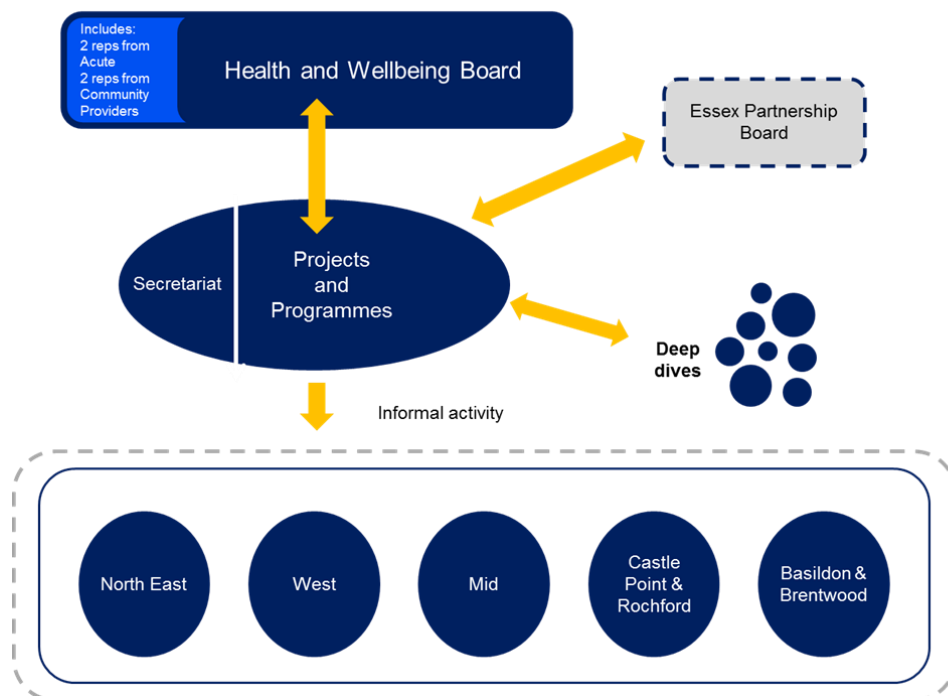 Includes:
2 reps from
Acute
2 reps from
Community
Providers
Health and Wellbeing Board
Essex Partnership
Board
Secretariat
Projects
and
Programmes
Deep
dives
Informal activity
North East
West
Mid
Castle
Point &
Rochford
Basildon &
Brentwood